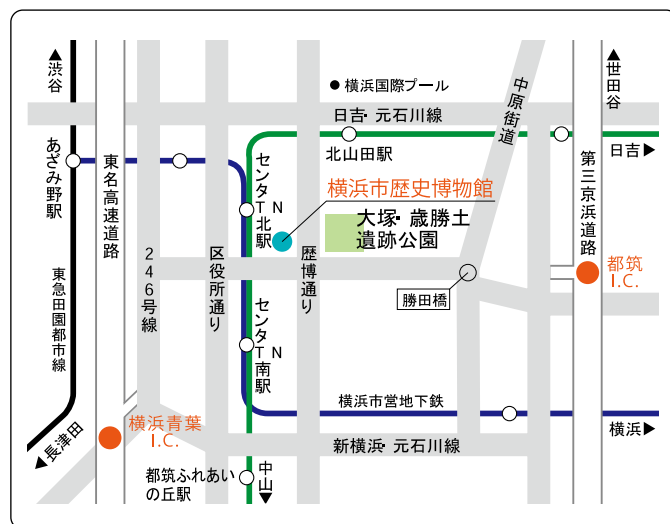 ▲渋谷
▲世田谷
● 横浜国際プール
中原街道
日吉・元石川線
日吉▶
北山田駅
あざみ野駅
東名高速道路
センターTN北駅
横浜市歴史博物館
大塚・歳勝土
遺跡公園
第三京浜道路
246号線
区役所通り
歴博通り
都筑
I.C.
勝田橋
東急田園都市線
センターTN南駅
横浜市営地下鉄
横浜青葉
I.C.
横浜▶
新横浜・元石川線
◀長津田
都筑ふれあい
の丘駅
中山▼